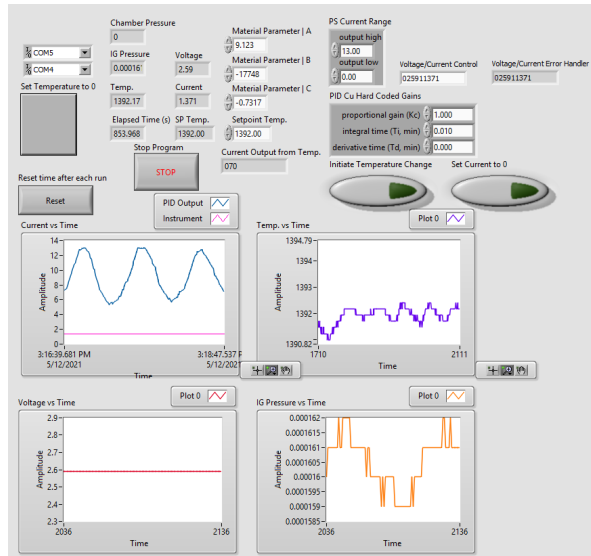 Chamber Pressure
0
COM5
COM4
IG Pressure
0.00016
Voltage
2.59
Temp.
1392.17
Current
1.371
Elapsed Time (s)
853.968
SP Temp.
1392.00
Material Parameter | A
9.123
Material Parameter | B
-17748
Material Parameter | C
-0.7317
Setpoint Temp.
1392.00
PS Current Range
output high
13.00
output low
0.00
Voltage/Current Control
025911371
Voltage/Current Error Handler
025911371
PID Cu Hard Coded Gains
proportional gain (Kc) 1.000
integral time (Ti, min) 0.010
derivative time (Td, min) 0.000
Set Temperature to 0
Stop Program
STOP
Current Output from Temp.
070
Initiate Temperature Change
Set Current to 0
Reset time after each run
Reset
PID Output
Instrument
Current vs Time
14
12
10
8
6
4
2
0
Amplitude
3:16:39.681 PM
5/12/2021
3:18:47.537 P
5/12/202
Time
Plot 0
Temp. vs Time
1394.79
1394
1392
1390.82
Amplitude
1710
2111
Time
Plot 0
Voltage vs Time
2.9
2.8
2.7
2.6
2.5
2.4
2.3
Amplitude
2036
2136
Time
Plot 0
IG Pressure vs Time
0.000162
0.0001615
0.000161
0.0001605
0.00016
0.0001595
0.000159
0.0001585
Amplitude
2036
2136
Time